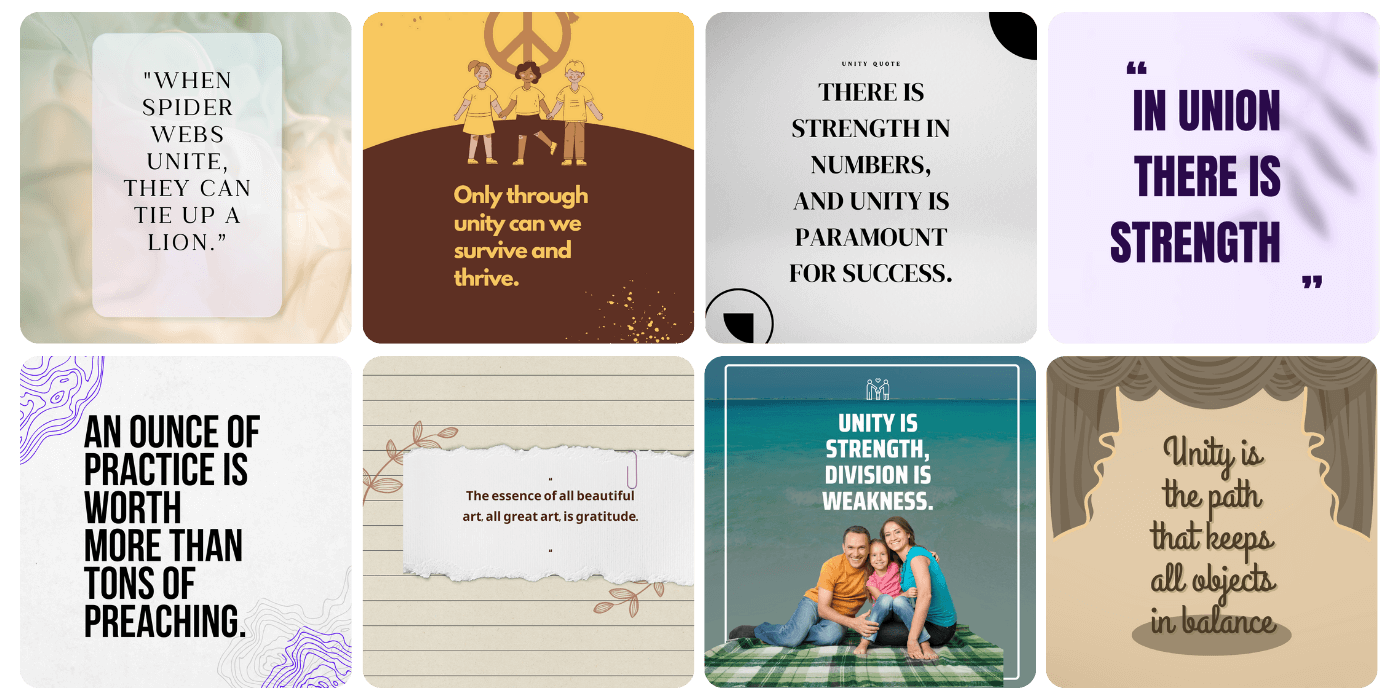 "WHEN
SPIDER
WEBS
UNITE,
THEY CAN
TIE UP A
LION.”
Only through
unity can we
survive and
thrive.
UNITY QUOTE
THERE IS
STRENGTH IN
NUMBERS,
AND UNITY IS
PARAMOUNT
FOR SUCCESS.
“
IN UNION
THERE IS
STRENGTH
”
AN OUNCE OF
PRACTICE IS
WORTH
MORE THAN
TONS OF
PREACHING.
"
The essence of all beautiful
art, all great art, is gratitude.
"
UNITY IS
STRENGTH,
DIVISION IS
WEAKNESS.
Unity is
the path
that keeps
all objects
in balance